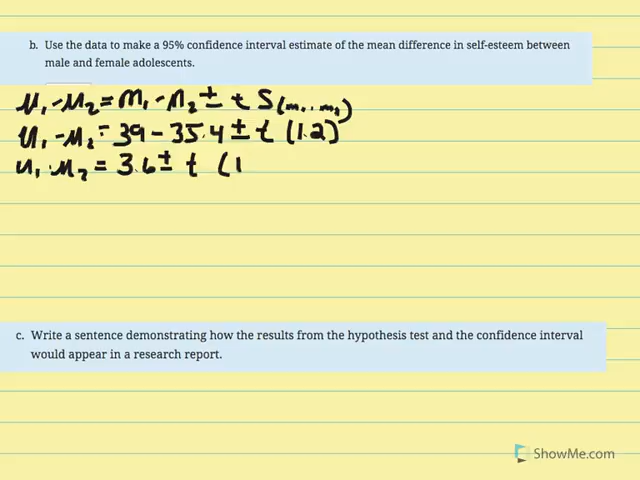 b. Use the data to make a 95% confidence interval estimate of the mean difference in self-esteem between
male and female adolescents.
μ₁ - μ₂ = m₁ - m₂ ± t S(m₁ - m₁)
μ₁ - μ₂ = 39 - 35.4 ± t (1.2)
μ₁ - μ₂ = 3.6 ± t (1
c. Write a sentence demonstrating how the results from the hypothesis test and the confidence interval
would appear in a research report.
ShowMe.com